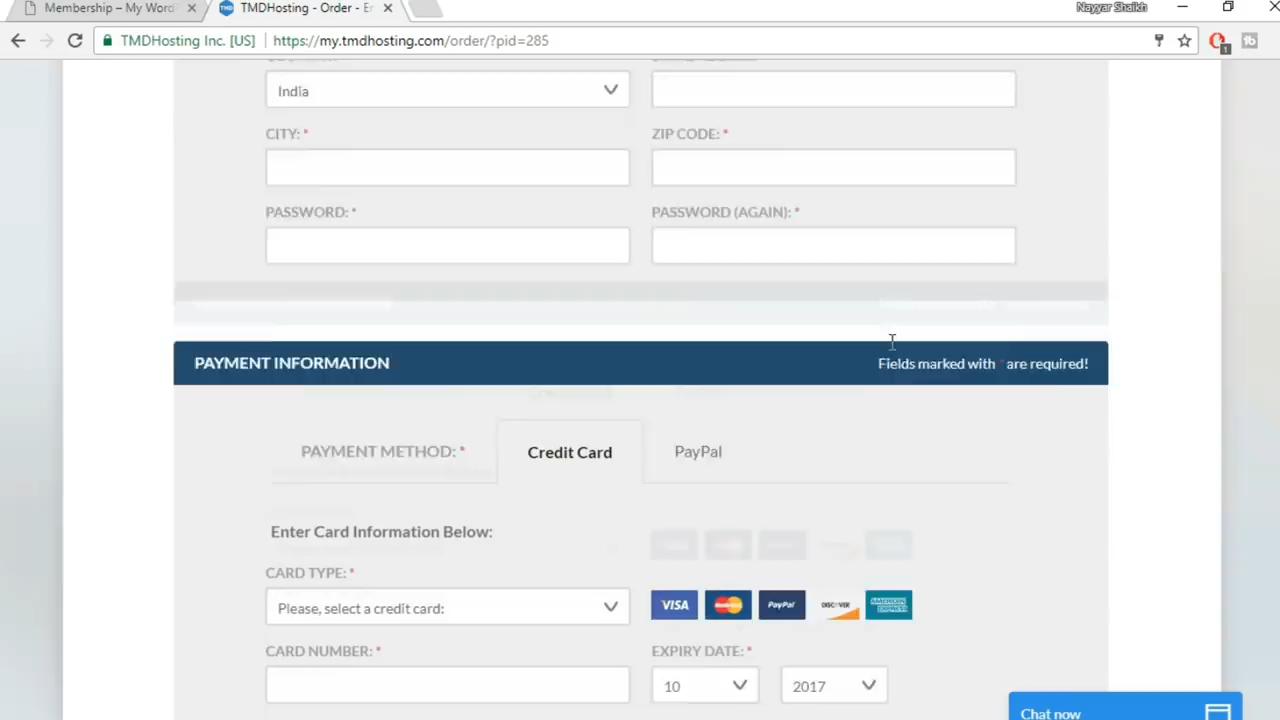 Membership – My Word
TMDHosting - Order - E
Nayyar Shaikh
TMDHosting Inc. [US] https://my.tmdhosting.com/order/?pid=285
1
India
CITY: * ZIP CODE: *
PASSWORD: * PASSWORD (AGAIN): *
PAYMENT INFORMATION Fields marked with * are required!
PAYMENT METHOD: * Credit Card PayPal
Enter Card Information Below:
CARD TYPE: *
Please, select a credit card: VISA MasterCard PayPal DISCOVER AMERICAN EXPRESS
CARD NUMBER: * EXPIRY DATE: *
10 2017
Chat now